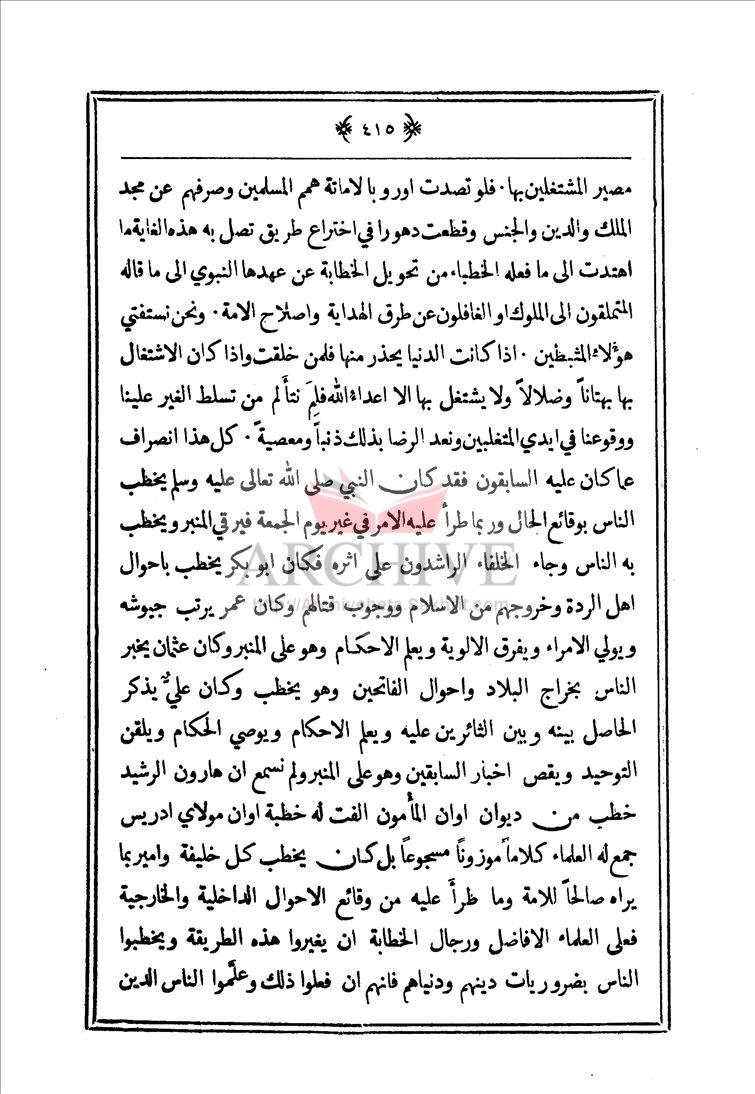 ﴿ ٤١٥ ﴾
مصير المشتغلين بها · فلو تصدت اوروبا لاماتة همم المسلمين وصرفهم عن مجد
الملك والدين والجنس وقطعت دهورا في اختراع طريق تصل به هذه الغاية ما
اهتدت الى ما فعله الخطباء من تحويل الخطابة عن عهدها النبوي الى ما قاله
المتملقون الى الملوك او الغافلون عن طرق الهداية واصلاح الامة · ونحن نستفتي
هؤلاء المثبطين · اذا كانت الدنيا يحذر منها فلمن خلقت واذا كان الاشتغال
بها بهتاناً وضلالاً ولا يشتغل بها الا اعداء الله فلِمَ نتألم من تسلط الغير علينا
ووقوعنا في ايدي المتغلبين ونعد الرضا بذلك ذنباً ومعصيةً · كل هذا انصراف
عما كان عليه السابقون فقد كان النبي صلى الله تعالى عليه وسلم يخطب
الناس بوقائع الحال وربما طرأ عليه الامر في غير يوم الجمعة فيرقي المنبر ويخطب
به الناس وجاء الخلفاء الراشدون على اثره فكان ابو بكر يخطب باحوال
اهل الردة وخروجهم من الاسلام ووجوب قتالهم وكان عمر يرتب جيوشه
ويولي الامراء ويفرق الالوية ويعلم الاحكام وهو على المنبر وكان عثمان يخبر
الناس بخراج البلاد واحوال الفاتحين وهو يخطب وكان عليٌّ يذكر
الحاصل بينه وبين الثائرين عليه ويعلم الاحكام ويوصي الحكام ويلقن
التوحيد ويقص اخبار السابقين وهو على المنبر ولم نسمع ان هارون الرشيد
خطب من ديوان اوان المأمون الفت له خطبة اوان مولاي ادريس
جمع له العلماء كلاماً موزوناً مسجوعاً بل كان يخطب كل خليفة وامير بما
يراه صالحاً للامة وما طرأ عليه من وقائع الاحوال الداخلية والخارجية
فعلى العلماء الافاضل ورجال الخطابة ان يغيروا هذه الطريقة ويخطبوا
الناس بضروريات دينهم ودنياهم فانهم ان فعلوا ذلك وعلَّموا الناس الدين
ARCHIVE